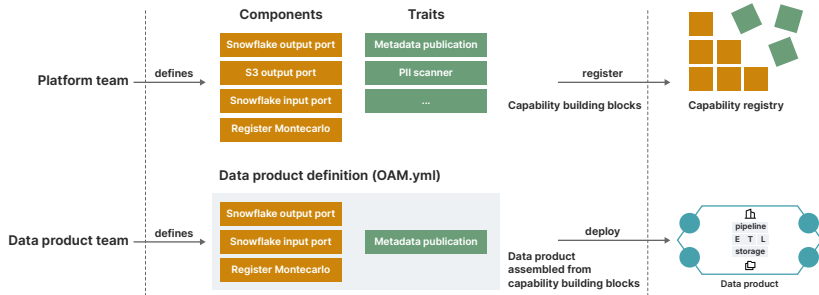 Components
Traits
Platform team
defines
Snowflake output port
S3 output port
Snowflake input port
Register Montecarlo
Metadata publication
PII scanner
...
register
Capability building blocks
Capability registry
Data product definition (OAM.yml)
Data product team
defines
Snowflake output port
Snowflake input port
Register Montecarlo
Metadata publication
deploy
Data product
assembled from
capability building blocks
pipeline
E T L
storage
Data product